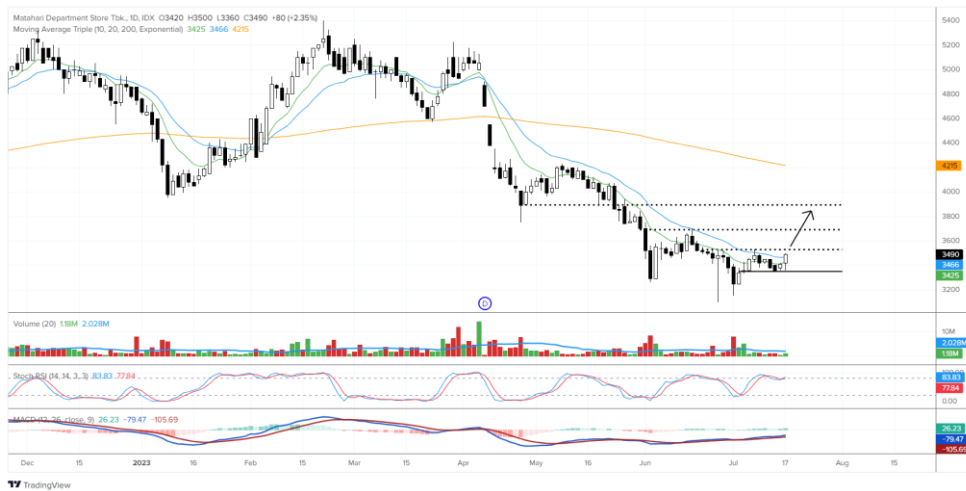 Matahari Department Store Tbk., 1D, IDX O3420 H3500 L3360 C3490 +80 (+2.35%)
Moving Average Triple (10, 20, 200, Exponential) 3425 3466 4215
5400
5200
5000
4800
4600
4400
4215
4000
3800
3600
3490
3466
3425
3200
D
Volume (20) 1.18M 2.028M
10M
2.028M
1.18M
Stoch RSI (14, 14, 3, 3) 83.83 77.84
100.00
83.83
77.84
0.00
MACD (12, 26, close, 9) 26.23 -79.47 -105.69
26.23
-79.47
-105.69
Dec 15 2023 16 Feb 15 Mar 15 Apr May 16 Jun Jul 17 Aug 15
TradingView